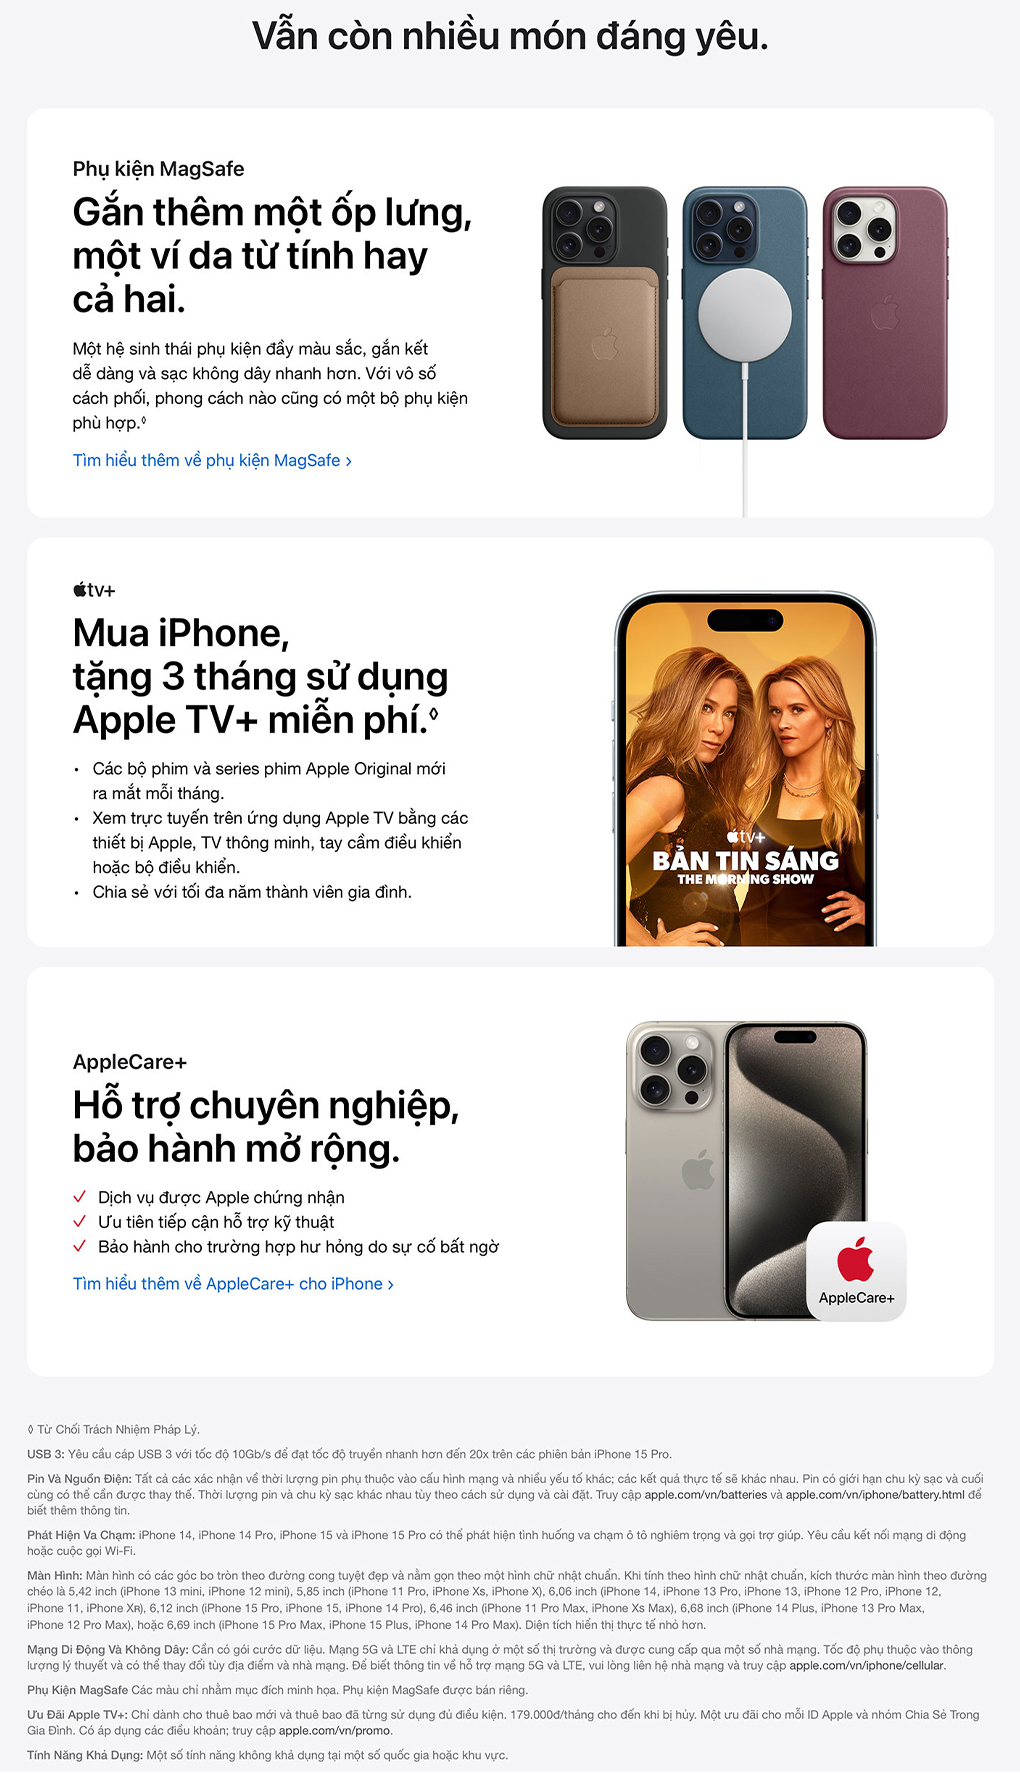 Vẫn còn nhiều món đáng yêu.
Phụ kiện MagSafe
Gắn thêm một ốp lưng,
một ví da từ tính hay
cả hai.
Một hệ sinh thái phụ kiện đầy màu sắc, gắn kết
dễ dàng và sạc không dây nhanh hơn. Với vô số
cách phối, phong cách nào cũng có một bộ phụ kiện
phù hợp.◊
Tìm hiểu thêm về phụ kiện MagSafe ›
tv+
Mua iPhone,
tặng 3 tháng sử dụng
Apple TV+ miễn phí.◊
• Các bộ phim và series phim Apple Original mới
ra mắt mỗi tháng.
• Xem trực tuyến trên ứng dụng Apple TV bằng các
thiết bị Apple, TV thông minh, tay cầm điều khiển
hoặc bộ điều khiển.
• Chia sẻ với tối đa năm thành viên gia đình.
tv+
BẢN TIN SÁNG
THE MORNING SHOW
AppleCare+
Hỗ trợ chuyên nghiệp,
bảo hành mở rộng.
✓ Dịch vụ được Apple chứng nhận
✓ Ưu tiên tiếp cận hỗ trợ kỹ thuật
✓ Bảo hành cho trường hợp hư hỏng do sự cố bất ngờ
Tìm hiểu thêm về AppleCare+ cho iPhone ›
AppleCare+
◊ Từ Chối Trách Nhiệm Pháp Lý.
USB 3: Yêu cầu cáp USB 3 với tốc độ 10Gb/s để đạt tốc độ truyền nhanh hơn đến 20x trên các phiên bản iPhone 15 Pro.
Pin Và Nguồn Điện: Tất cả các xác nhận về thời lượng pin phụ thuộc vào cấu hình mạng và nhiều yếu tố khác; các kết quả thực tế sẽ khác nhau. Pin có giới hạn chu kỳ sạc và cuối
cùng có thể cần được thay thế. Thời lượng pin và chu kỳ sạc khác nhau tùy theo cách sử dụng và cài đặt. Truy cập apple.com/vn/batteries và apple.com/vn/iphone/battery.html để
biết thêm thông tin.
Phát Hiện Va Chạm: iPhone 14, iPhone 14 Pro, iPhone 15 và iPhone 15 Pro có thể phát hiện tình huống va chạm ô tô nghiêm trọng và gọi trợ giúp. Yêu cầu kết nối mạng di động
hoặc cuộc gọi Wi-Fi.
Màn Hình: Màn hình có các góc bo tròn theo đường cong tuyệt đẹp và nằm gọn theo một hình chữ nhật chuẩn. Khi tính theo hình chữ nhật chuẩn, kích thước màn hình theo đường
chéo là 5,42 inch (iPhone 13 mini, iPhone 12 mini), 5,85 inch (iPhone 11 Pro, iPhone Xs, iPhone X), 6,06 inch (iPhone 14, iPhone 13 Pro, iPhone 13, iPhone 12 Pro, iPhone 12,
iPhone 11, iPhone XR), 6,12 inch (iPhone 15 Pro, iPhone 15, iPhone 14 Pro), 6,46 inch (iPhone 11 Pro Max, iPhone Xs Max), 6,68 inch (iPhone 14 Plus, iPhone 13 Pro Max,
iPhone 12 Pro Max), hoặc 6,69 inch (iPhone 15 Pro Max, iPhone 15 Plus, iPhone 14 Pro Max). Diện tích hiển thị thực tế nhỏ hơn.
Mạng Di Động Và Không Dây: Cần có gói cước dữ liệu. Mạng 5G và LTE chỉ khả dụng ở một số thị trường và được cung cấp qua một số nhà mạng. Tốc độ phụ thuộc vào thông
lượng lý thuyết và có thể thay đổi tùy địa điểm và nhà mạng. Để biết thông tin về hỗ trợ mạng 5G và LTE, vui lòng liên hệ nhà mạng và truy cập apple.com/vn/iphone/cellular.
Phụ Kiện MagSafe Các màu chỉ nhằm mục đích minh họa. Phụ kiện MagSafe được bán riêng.
Ưu Đãi Apple TV+: Chỉ dành cho thuê bao mới và thuê bao đã từng sử dụng đủ điều kiện. 179.000đ/tháng cho đến khi bị hủy. Một ưu đãi cho mỗi ID Apple và nhóm Chia Sẻ Trong
Gia Đình. Có áp dụng các điều khoản; truy cập apple.com/vn/promo.
Tính Năng Khả Dụng: Một số tính năng không khả dụng tại một số quốc gia hoặc khu vực.